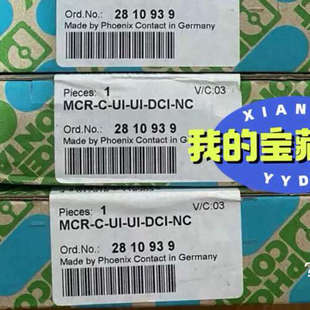 Ord.No.: 28 10 93 9
Made by Phoenix Contact in Germany
Pieces: 1 V/C:03
MCR-C-UI-UI-DCI-NC
Ord.No.: 28 10 93 9
Made by Phoenix Contact in Germany
XIAN
我的宝藏
YYD
Pieces: 1 V/C:03
MCR-C-UI-UI-DCI-NC
Ord.No.: 28 10 93 9
Made by Phoenix Contact in Germany